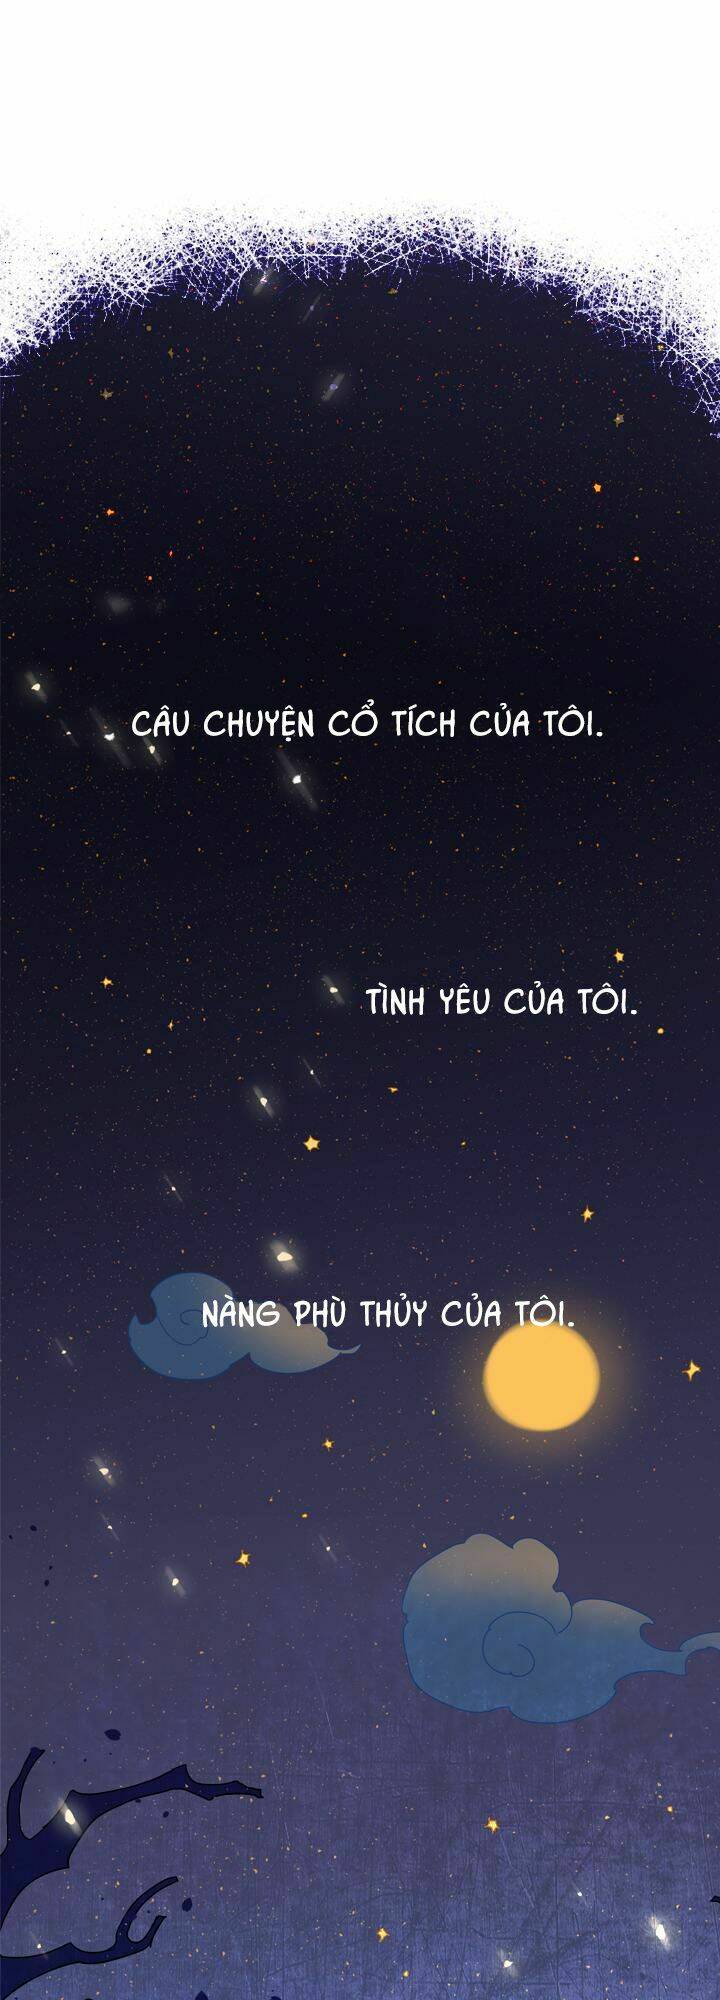 CÂU CHUYỆN CỔ TÍCH CỦA TÔI.
TÌNH YÊU CỦA TÔI.
NÀNG PHÙ THỦY CỦA TÔI.